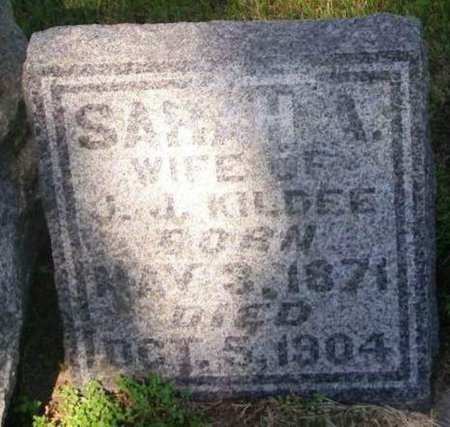 SARAH A.
WIFE OF
J. J. KILDEE
BORN
MAY 3, 1871
DIED
OCT. 5, 1904